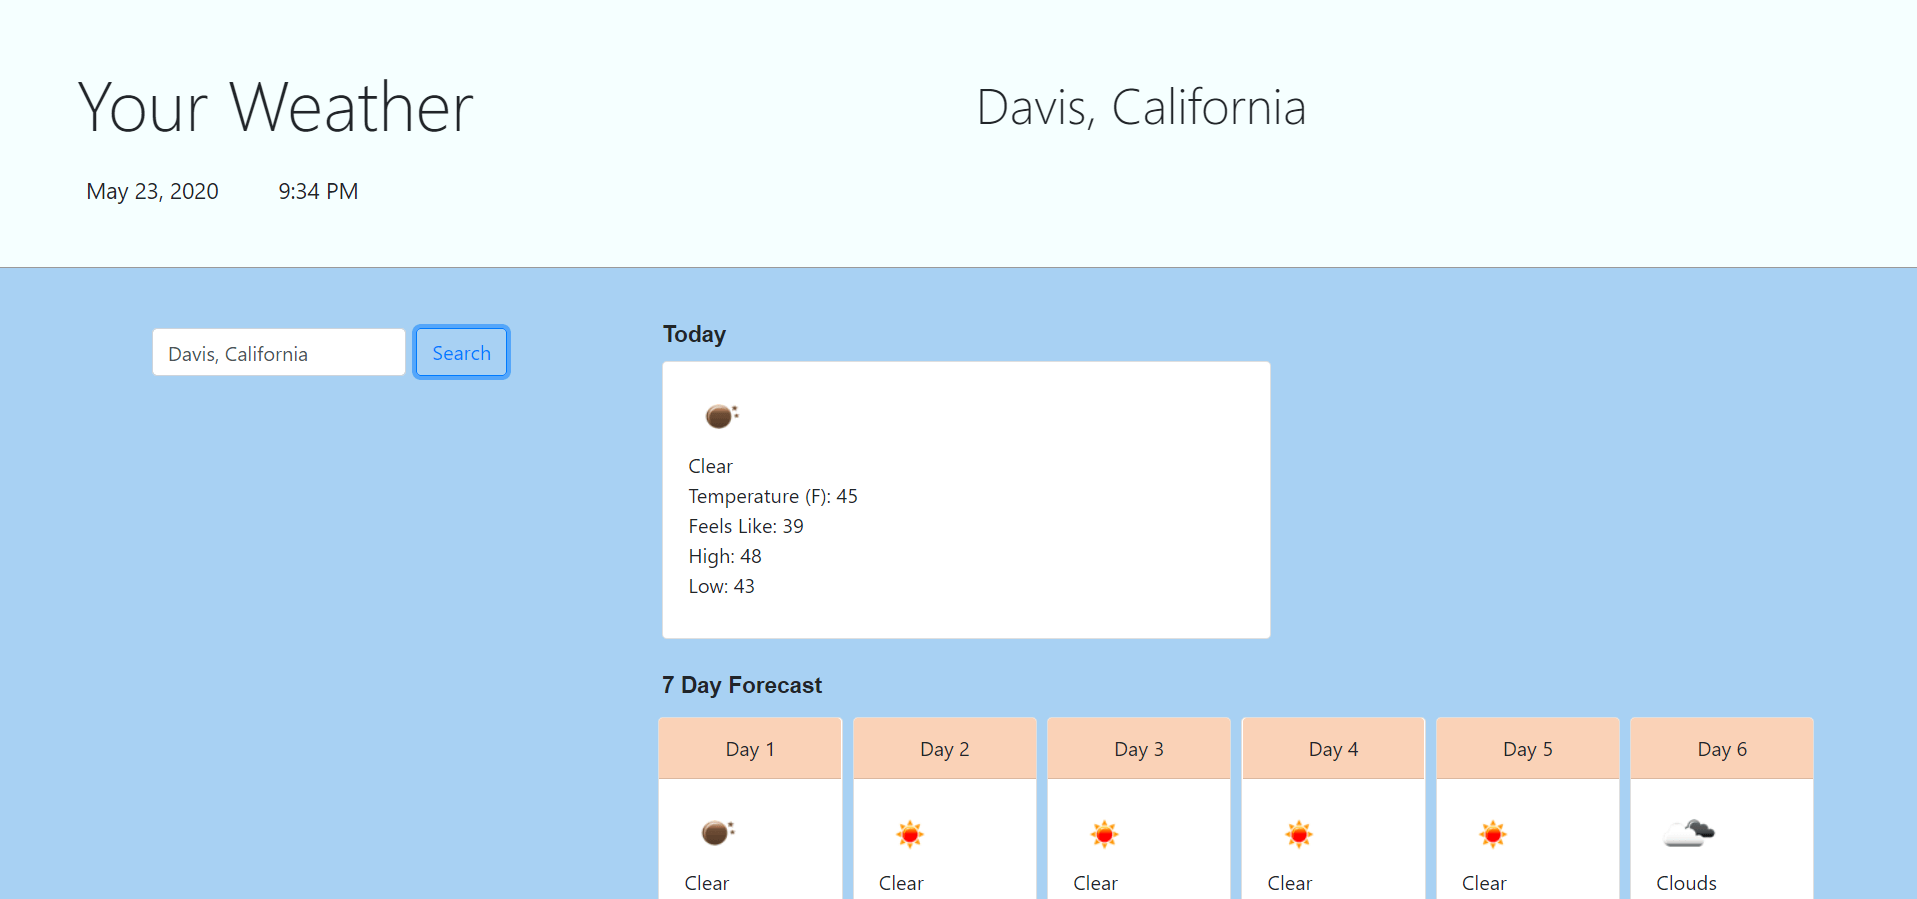 Your Weather
Davis, California
May 23, 2020 9:34 PM
Davis, California
Search
Today
Clear
Temperature (F): 45
Feels Like: 39
High: 48
Low: 43
7 Day Forecast
Day 1 Day 2 Day 3 Day 4 Day 5 Day 6
Clear Clear Clear Clear Clear Clouds